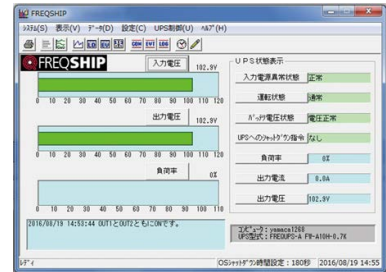 FREQSHIP
ｼｽﾃﾑ(S) 表示(V) ﾃﾞｰﾀ(D) 設定(C) UPS制御(U) ﾍﾙﾌﾟ(H)
FREQSHIP
入力電圧 102.9V
0 10 20 30 40 50 60 70 80 90 100 110 120
出力電圧 102.9V
0 10 20 30 40 50 60 70 80 90 100 110 120
負荷率 0%
0 10 20 30 40 50 60 70 80 90 100 110
2016/08/19 14:53:44 OUT1とOUT2ともにONです。
UPS状態表示
入力電源異常状態 正常
運転状態 通常
ﾊﾞｯﾃﾘ電圧状態 電圧正常
UPSへのｼｬｯﾄﾀﾞｳﾝ指令 なし
負荷率 0%
出力電流 0.0A
出力電圧 102.9V
ｺﾝﾋﾟｭｰﾀ: yamaca1268
UPS型式: FREQUPS-A FW-A10H-0.7K
ﾚﾃﾞｨ
OSｼｬｯﾄﾀﾞｳﾝ時間設定：180秒 2016/08/19 14:55